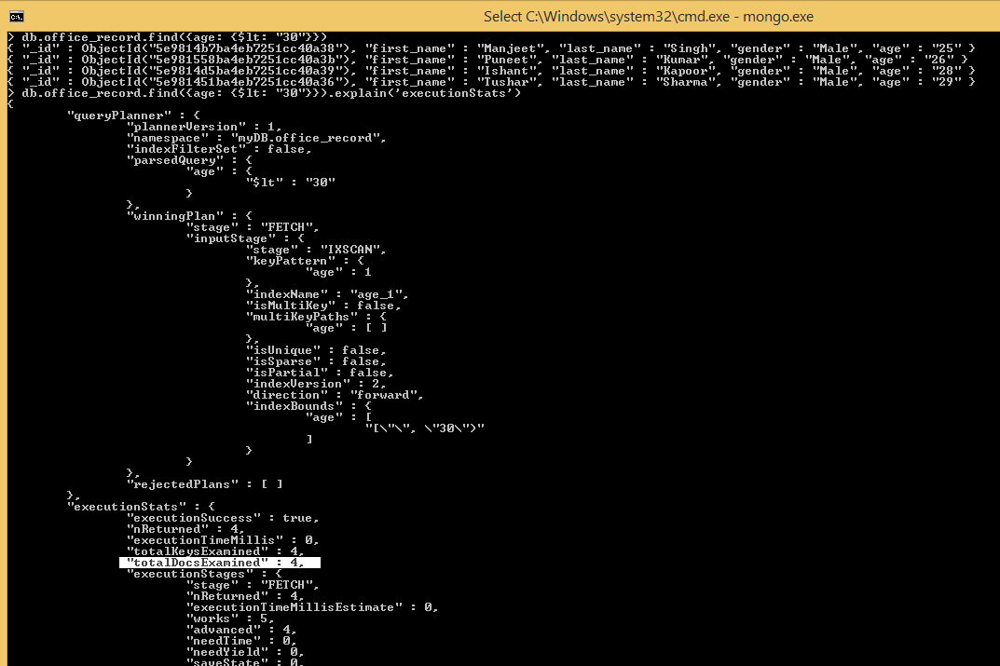 Select C:\Windows\system32\cmd.exe - mongo.exe
> db.office_record.find({age: {$lt: "30"}})
{ "_id" : ObjectId("5e9814b7ba4eb7251cc40a38"), "first_name" : "Manjeet", "last_name" : "Singh", "gender" : "Male", "age" : "25" }
{ "_id" : ObjectId("5e981558ba4eb7251cc40a3b"), "first_name" : "Puneet", "last_name" : "Kumar", "gender" : "Male", "age" : "26" }
{ "_id" : ObjectId("5e9814d5ba4eb7251cc40a39"), "first_name" : "Ishant", "last_name" : "Kapoor", "gender" : "Male", "age" : "28" }
{ "_id" : ObjectId("5e981451ba4eb7251cc40a36"), "first_name" : "Tushar", "last_name" : "Sharma", "gender" : "Male", "age" : "29" }
> db.office_record.find({age: {$lt: "30"}}).explain('executionStats')
{
"queryPlanner" : {
"plannerVersion" : 1,
"namespace" : "myDB.office_record",
"indexFilterSet" : false,
"parsedQuery" : {
"age" : {
"$lt" : "30"
}
},
"winningPlan" : {
"stage" : "FETCH",
"inputStage" : {
"stage" : "IXSCAN",
"keyPattern" : {
"age" : 1
},
"indexName" : "age_1",
"isMultiKey" : false,
"multiKeyPaths" : {
"age" : [ ]
},
"isUnique" : false,
"isSparse" : false,
"isPartial" : false,
"indexVersion" : 2,
"direction" : "forward",
"indexBounds" : {
"age" : [
"[\"\", \"30\")"
]
}
}
},
"rejectedPlans" : [ ]
},
"executionStats" : {
"executionSuccess" : true,
"nReturned" : 4,
"executionTimeMillis" : 0,
"totalKeysExamined" : 4,
"totalDocsExamined" : 4,
"executionStages" : {
"stage" : "FETCH",
"nReturned" : 4,
"executionTimeMillisEstimate" : 0,
"works" : 5,
"advanced" : 4,
"needTime" : 0,
"needYield" : 0,
"saveState" : 0,